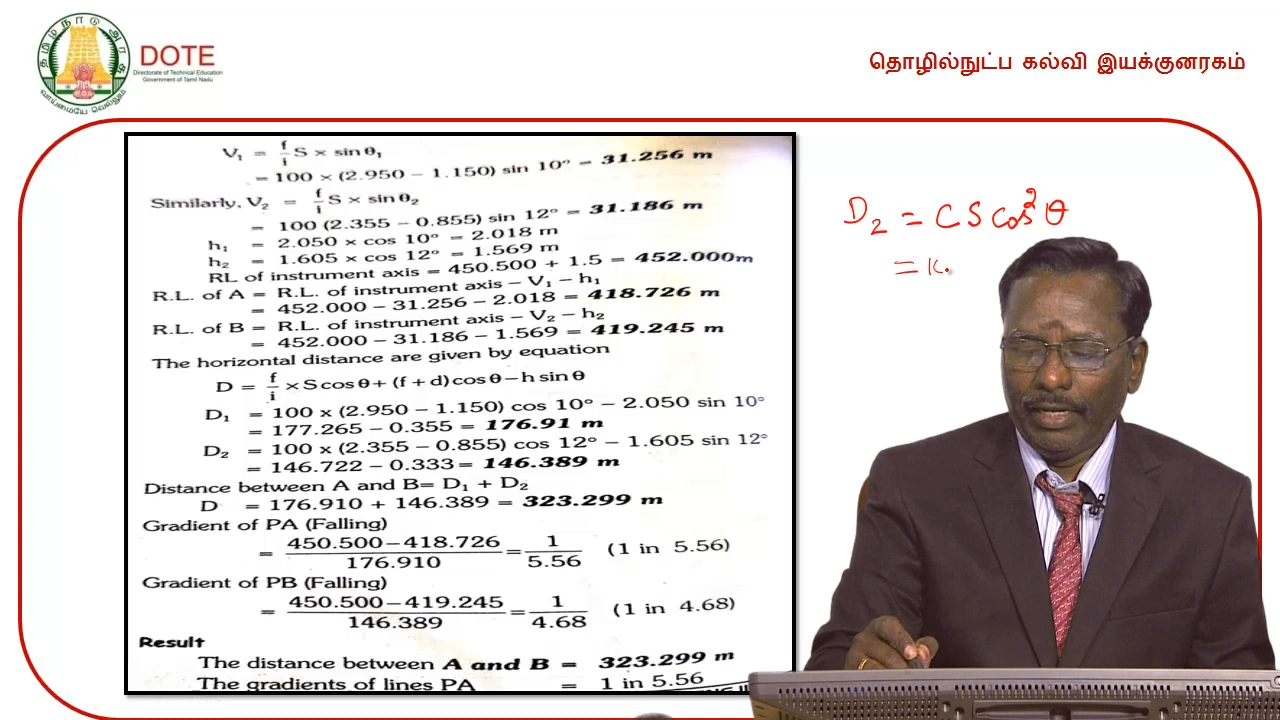 தமிழ்நாடு அரசு
வாய்மையே வெல்லும்
DOTE
Directorate of Technical Education
Government of Tamil Nadu
தொழில்நுட்ப கல்வி இயக்குனரகம்
V₁ = f/i S × sin θ₁
= 100 × (2.950 – 1.150) sin 10° = 31.256 m
Similarly, V₂ = f/i S × sin θ₂
= 100 (2.355 – 0.855) sin 12° = 31.186 m
h₁ = 2.050 × cos 10° = 2.018 m
h₂ = 1.605 × cos 12° = 1.569 m
RL of instrument axis = 450.500 + 1.5 = 452.000m
R.L. of A = R.L. of instrument axis – V₁ – h₁
= 452.000 – 31.256 – 2.018 = 418.726 m
R.L. of B = R.L. of instrument axis – V₂ – h₂
= 452.000 – 31.186 – 1.569 = 419.245 m
The horizontal distance are given by equation
D = f/i × S cos θ + (f + d) cos θ – h sin θ
D₁ = 100 x (2.950 – 1.150) cos 10° – 2.050 sin 10°
= 177.265 – 0.355 = 176.91 m
D₂ = 100 x (2.355 – 0.855) cos 12° – 1.605 sin 12°
= 146.722 – 0.333 = 146.389 m
Distance between A and B= D₁ + D₂
D = 176.910 + 146.389 = 323.299 m
Gradient of PA (Falling)
= 450.500–418.726/176.910 = 1/5.56 (1 in 5.56)
Gradient of PB (Falling)
= 450.500–419.245/146.389 = 1/4.68 (1 in 4.68)
Result
The distance between A and B = 323.299 m
The gradients of lines PA = 1 in 5.56
D₂ = C S Cos²θ
= 1